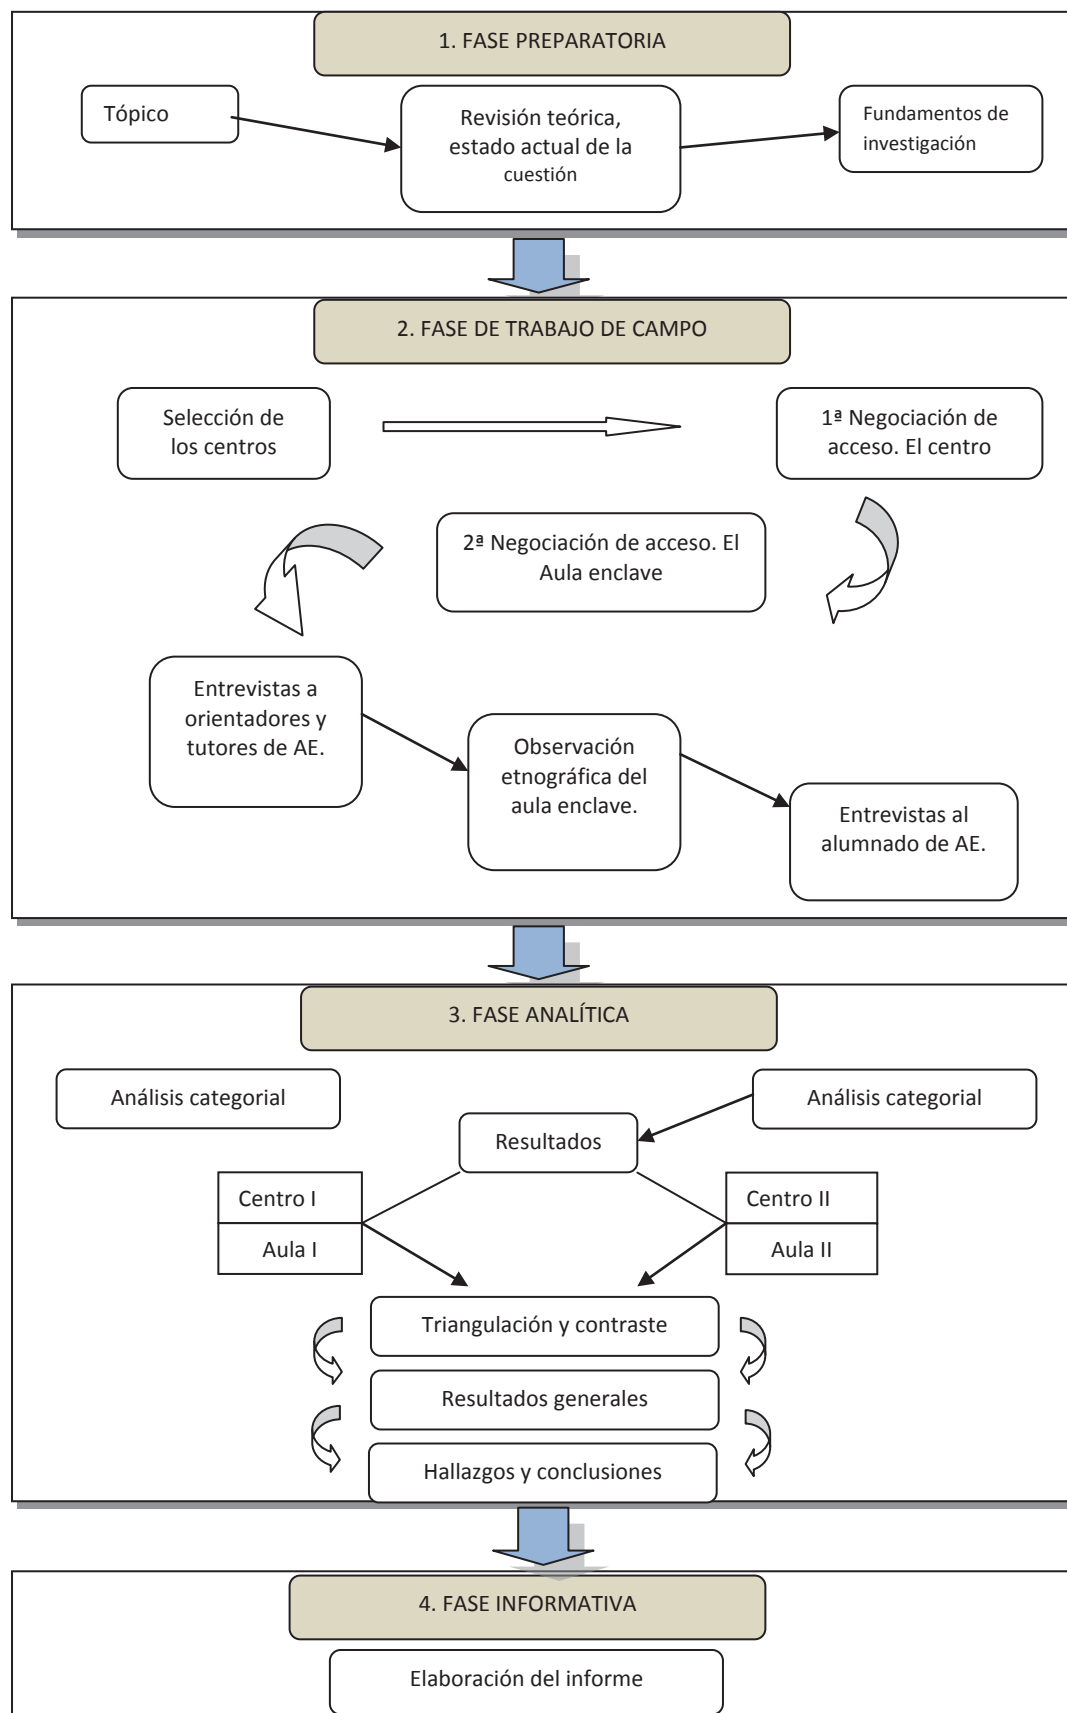 1. FASE PREPARATORIA
Tópico
Revisión teórica,
estado actual de la
cuestión
Fundamentos de
investigación
2. FASE DE TRABAJO DE CAMPO
Selección de
los centros
1ª Negociación de
acceso. El centro
2ª Negociación de acceso. El
Aula enclave
Entrevistas a
orientadores y
tutores de AE.
Observación
etnográfica del
aula enclave.
Entrevistas al
alumnado de AE.
3. FASE ANALÍTICA
Análisis categorial
Análisis categorial
Resultados
Centro I
Aula I
Centro II
Aula II
Triangulación y contraste
Resultados generales
Hallazgos y conclusiones
4. FASE INFORMATIVA
Elaboración del informe